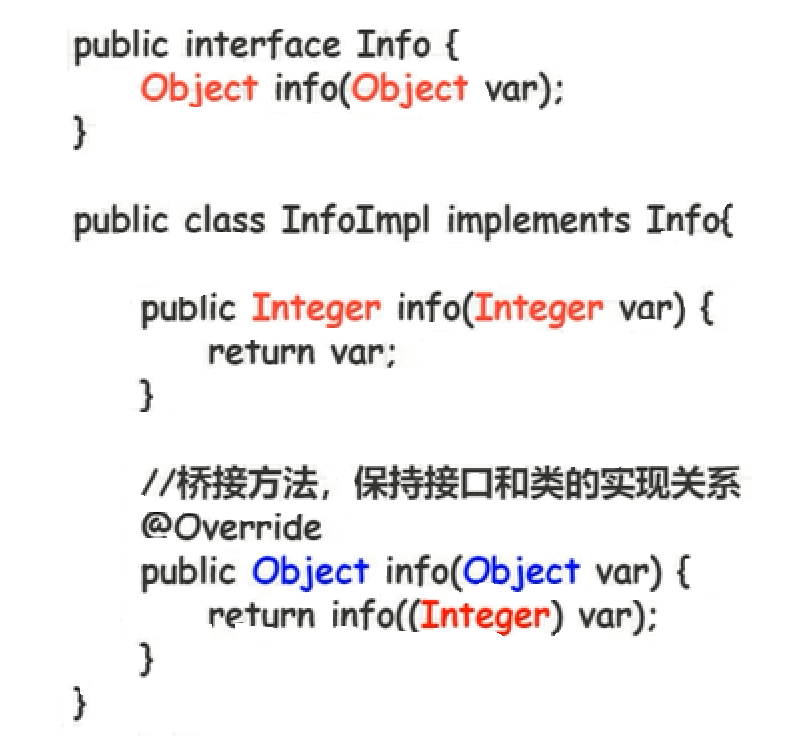 public interface Info {
Object info(Object var);
}
public class InfoImpl implements Info{
public Integer info(Integer var) {
return var;
}
//桥接方法，保持接口和类的实现关系
@Override
public Object info(Object var) {
return info((Integer) var);
}
}